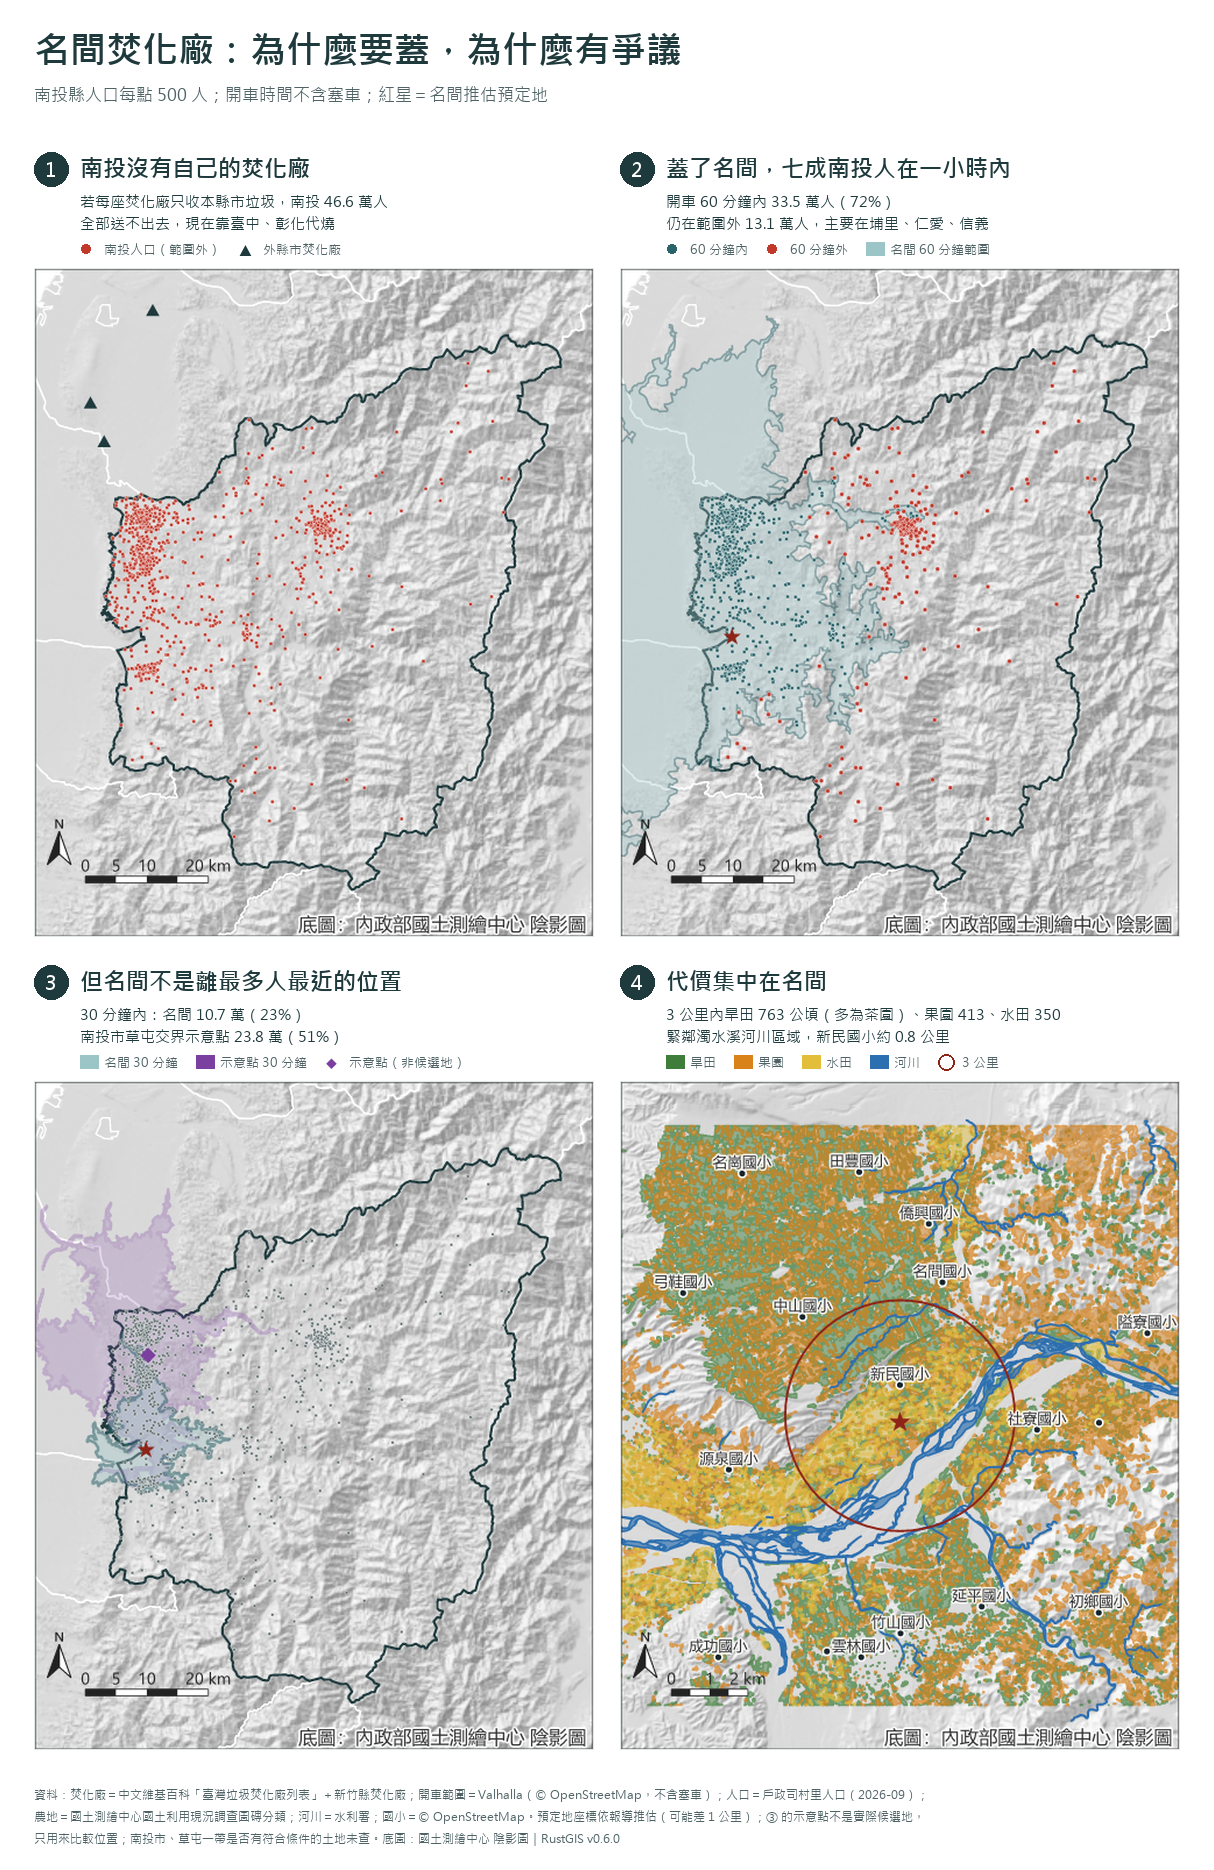 名間焚化廠：為什麼要蓋，為什麼有爭議
南投縣人口每點 500 人；開車時間不含塞車；紅星＝名間推估預定地
1 南投沒有自己的焚化廠
若每座焚化廠只收本縣市垃圾，南投 46.6 萬人
全部送不出去，現在靠臺中、彰化代燒
南投人口（範圍外） 外縣市焚化廠
N
0 5 10 20 km
底圖：內政部國土測繪中心 陰影圖
2 蓋了名間，七成南投人在一小時內
開車 60 分鐘內 33.5 萬人（72%）
仍在範圍外 13.1 萬人，主要在埔里、仁愛、信義
60 分鐘內 60 分鐘外 名間 60 分鐘範圍
N
0 5 10 20 km
底圖：內政部國土測繪中心 陰影圖
3 但名間不是離最多人最近的位置
30 分鐘內：名間 10.7 萬（23%）
南投市草屯交界示意點 23.8 萬（51%）
名間 30 分鐘 示意點 30 分鐘 示意點（非候選地）
N
0 5 10 20 km
底圖：內政部國土測繪中心 陰影圖
4 代價集中在名間
3 公里內旱田 763 公頃（多為茶園）、果園 413、水田 350
緊鄰濁水溪河川區域，新民國小約 0.8 公里
旱田 果園 水田 河川 3 公里
名崗國小
田豐國小
僑興國小
名間國小
弓鞋國小
中山國小
隘寮國小
新民國小
社寮國小
源泉國小
延平國小
初鄉國小
竹山國小
成功國小
雲林國小
N
0 1 2 km
底圖：內政部國土測繪中心 陰影圖
資料：焚化廠＝中文維基百科「臺灣垃圾焚化廠列表」＋新竹縣焚化廠；開車範圍＝Valhalla（© OpenStreetMap，不含塞車）；人口＝戶政司村里人口（2026-09）；
農地＝國土測繪中心國土利用現況調查圖磚分類；河川＝水利署；國小＝© OpenStreetMap。預定地座標依報導推估（可能差 1 公里）；③ 的示意點不是實際候選地，
只用來比較位置；南投市、草屯一帶是否有符合條件的土地未查。底圖：國土測繪中心 陰影圖 | RustGIS v0.6.0